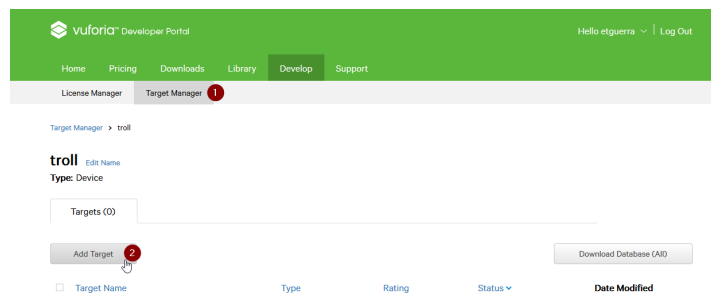 vuforia™ Developer Portal
Hello etguerra | Log Out
Home Pricing Downloads Library Develop Support
License Manager Target Manager 1
Target Manager > troll
troll Edit Name
Type: Device
Targets (0)
Add Target 2 Download Database (All)
Target Name Type Rating Status Date Modified